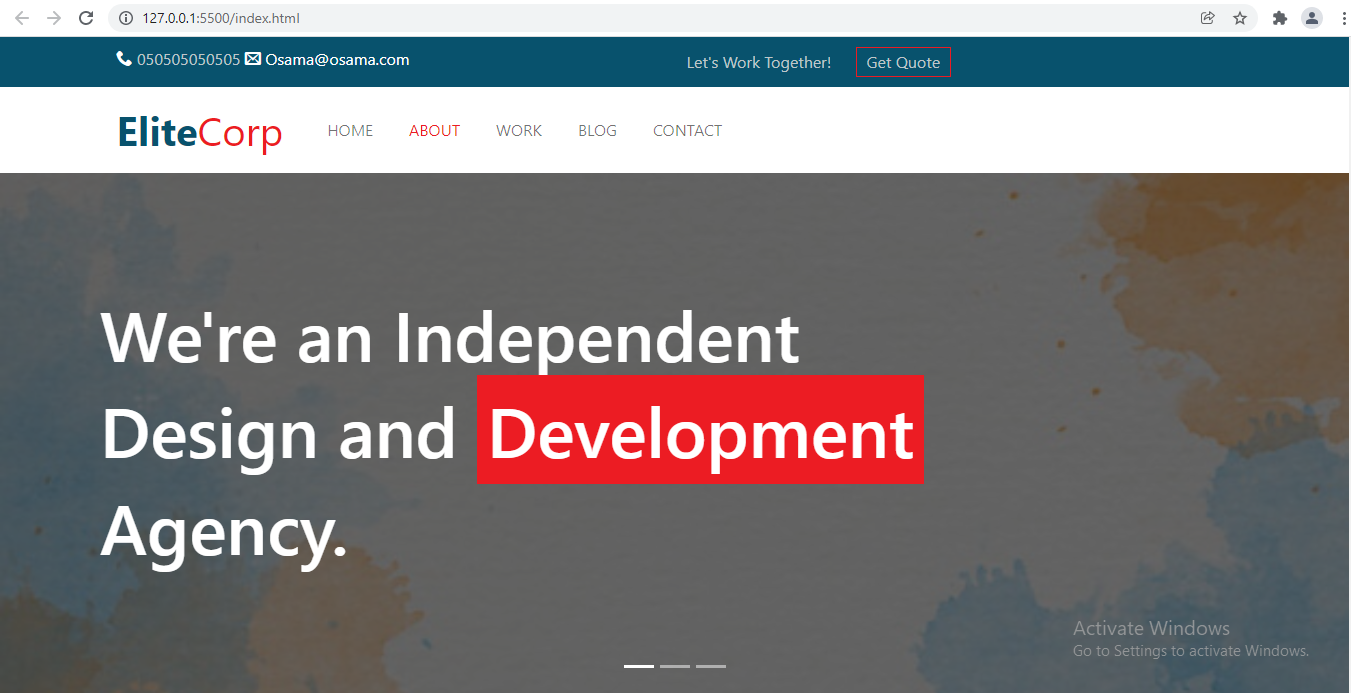 127.0.0.1:5500/index.html
050505050505 Osama@osama.com Let's Work Together! Get Quote
EliteCorp HOME ABOUT WORK BLOG CONTACT
We're an Independent
Design and Development
Agency.
Activate Windows
Go to Settings to activate Windows.